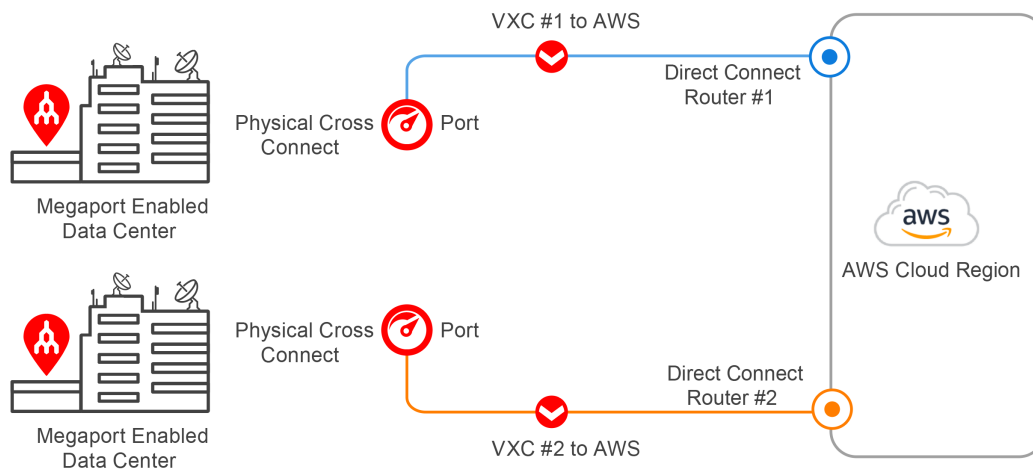 VXC #1 to AWS
Direct Connect
Router #1
Physical Cross
Connect
Port
Megaport Enabled
Data Center
aws
AWS Cloud Region
Physical Cross
Connect
Port
Direct Connect
Router #2
Megaport Enabled
Data Center
VXC #2 to AWS